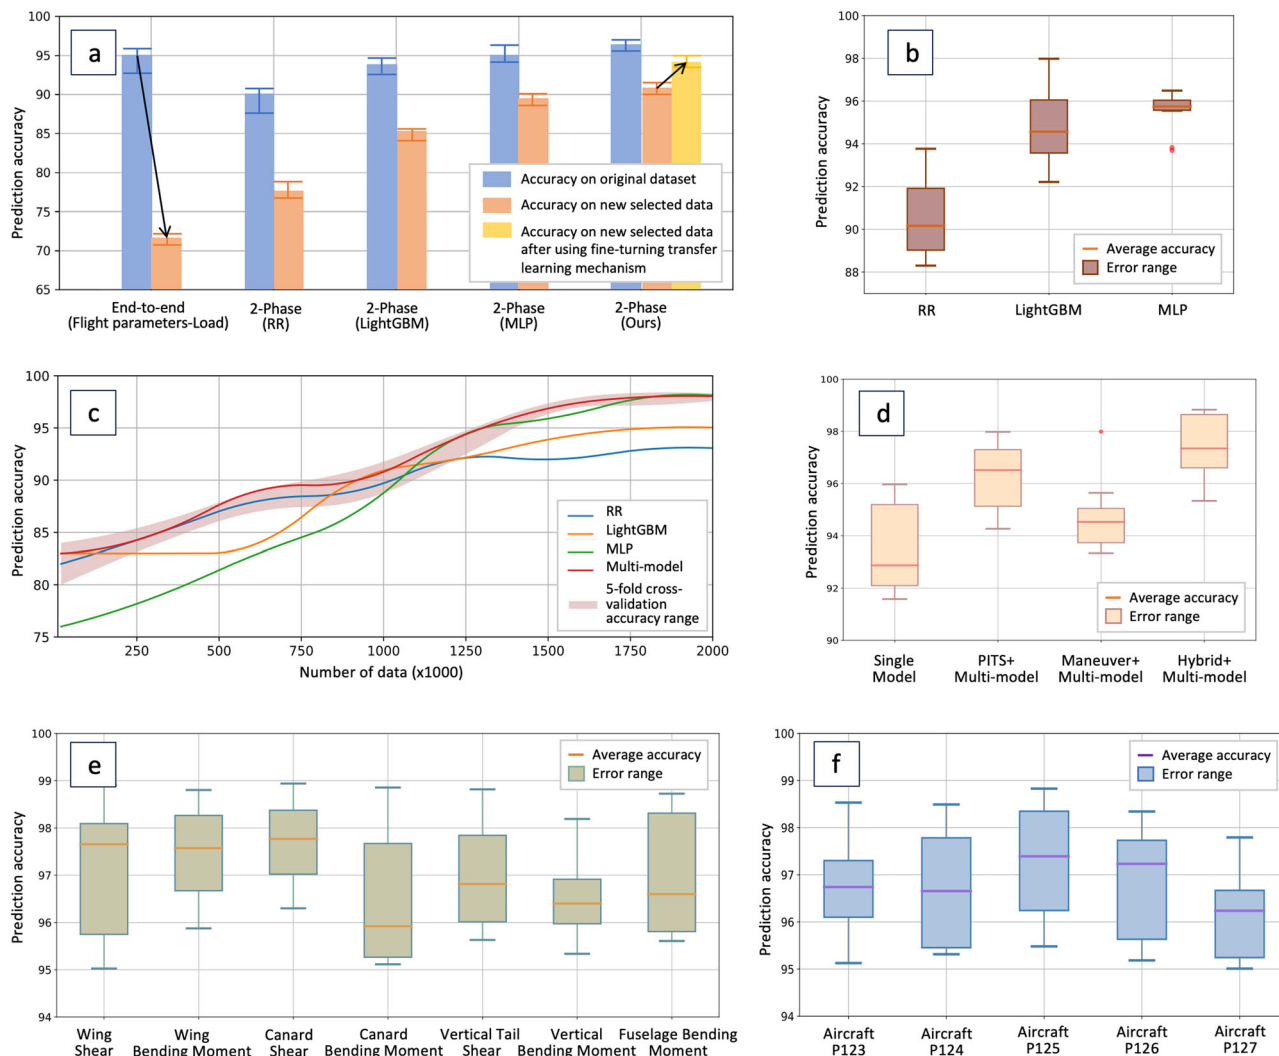 a
Prediction accuracy
100
95
90
85
80
75
70
65
Accuracy on original dataset
Accuracy on new selected data
Accuracy on new selected data
after using fine-turning transfer
learning mechanism
End-to-end
(Flight parameters-Load)
2-Phase
(RR)
2-Phase
(LightGBM)
2-Phase
(MLP)
2-Phase
(Ours)
b
Prediction accuracy
100
98
96
94
92
90
88
Average accuracy
Error range
RR
LightGBM
MLP
c
Prediction accuracy
100
95
90
85
80
75
RR
LightGBM
MLP
Multi-model
5-fold cross-
validation
accuracy range
250
500
750
1000
1250
1500
1750
2000
Number of data (x1000)
d
Prediction accuracy
100
98
96
94
92
90
Average accuracy
Error range
Single
Model
PITS+
Multi-model
Maneuver+
Multi-model
Hybrid+
Multi-model
e
Prediction accuracy
100
99
98
97
96
95
94
Average accuracy
Error range
Wing
Shear
Wing
Bending Moment
Canard
Shear
Canard
Bending Moment
Vertical Tail
Shear
Vertical
Bending Moment
Fuselage Bending
Moment
f
Prediction accuracy
100
99
98
97
96
95
94
Average accuracy
Error range
Aircraft
P123
Aircraft
P124
Aircraft
P125
Aircraft
P126
Aircraft
P127